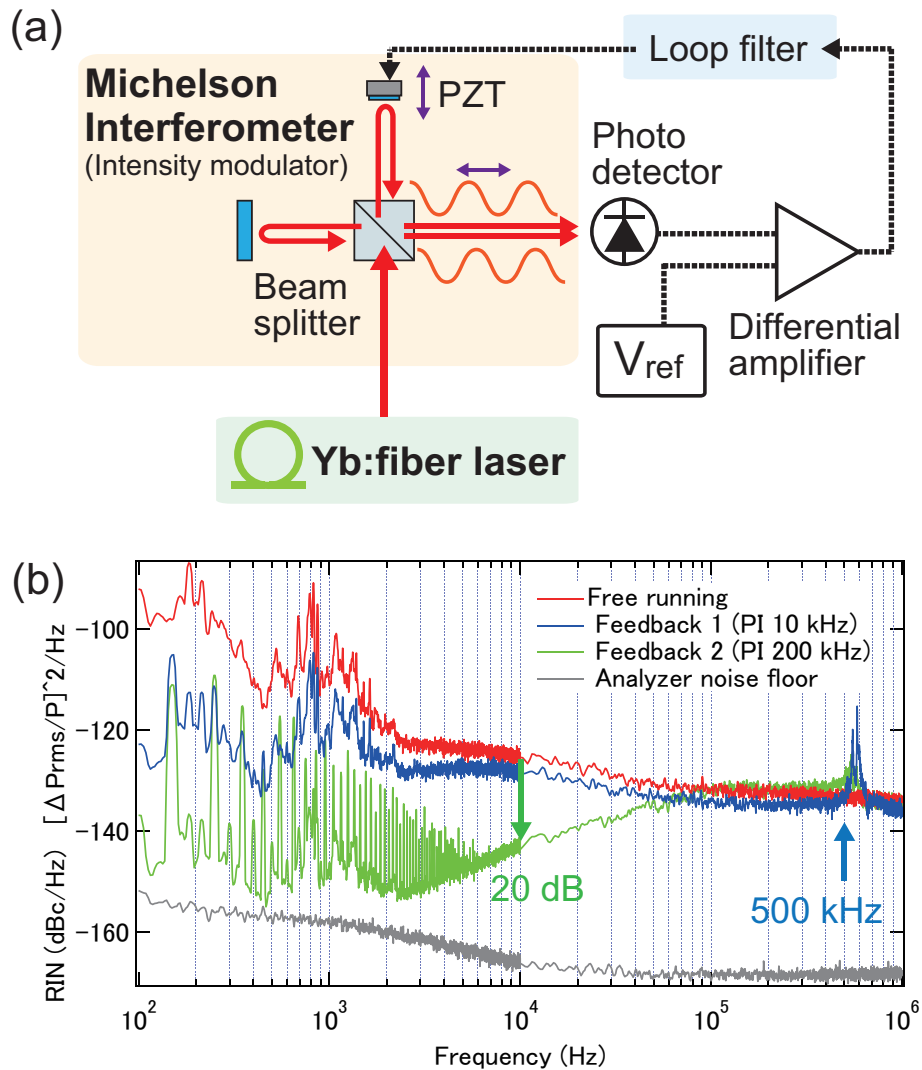 (a)
Loop filter
Michelson
Interferometer
(Intensity modulator)
PZT
Photo
detector
Beam
splitter
Differential
amplifier
Vref
Yb:fiber laser
(b)
RIN (dBc/Hz) [ΔPrms/P]^2/Hz
-100
-120
-140
-160
Free running
Feedback 1 (PI 10 kHz)
Feedback 2 (PI 200 kHz)
Analyzer noise floor
20 dB
500 kHz
10^2
10^3
10^4
10^5
10^6
Frequency (Hz)